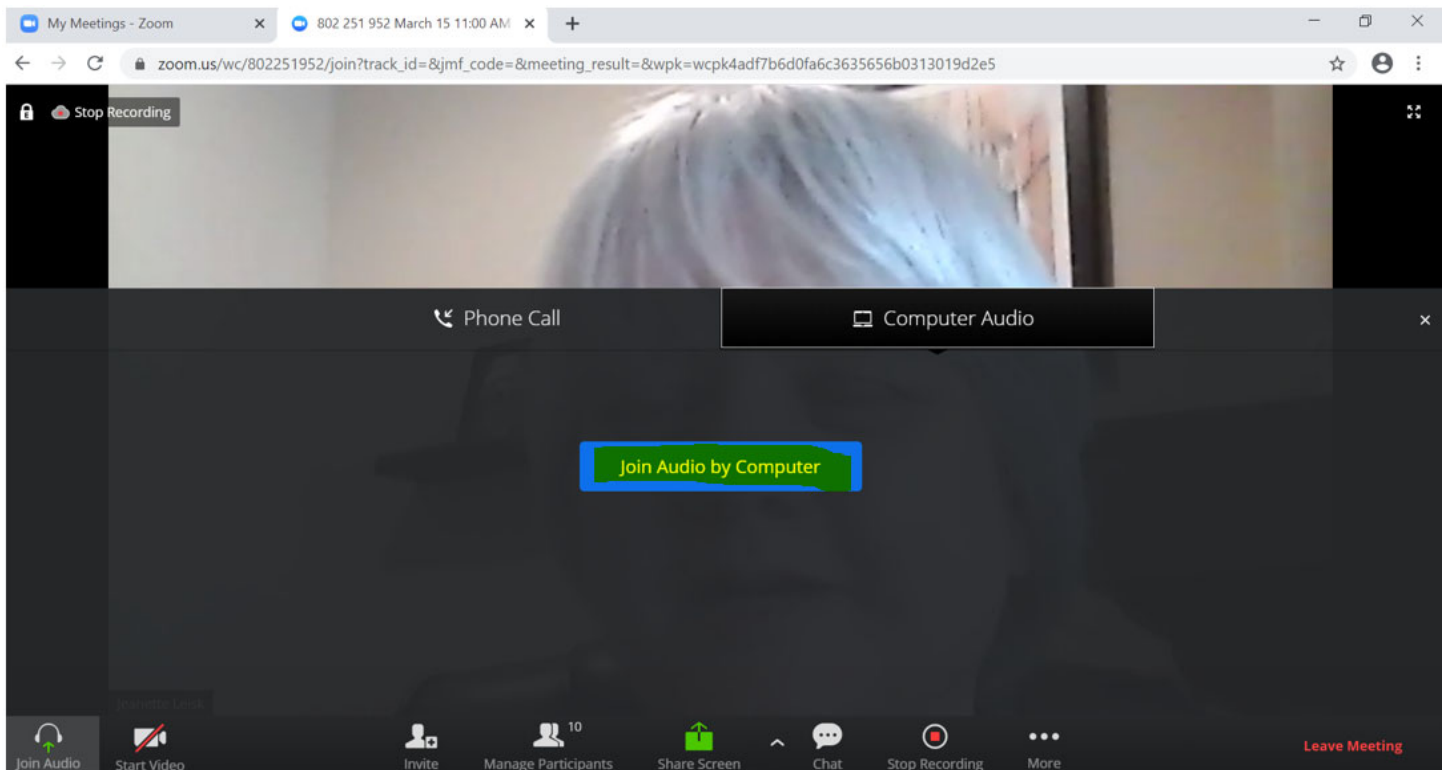 My Meetings - Zoom
802 251 952 March 15 11:00 AM
zoom.us/wc/802251952/join?track_id=&jmf_code=&meeting_result=&wpk=wcpk4adf7b6d0fa6c3635656b0313019d2e5
Stop Recording
Phone Call Computer Audio
Join Audio by Computer
10
Join Audio Start Video Invite Manage Participants Share Screen Chat Stop Recording More Leave Meeting